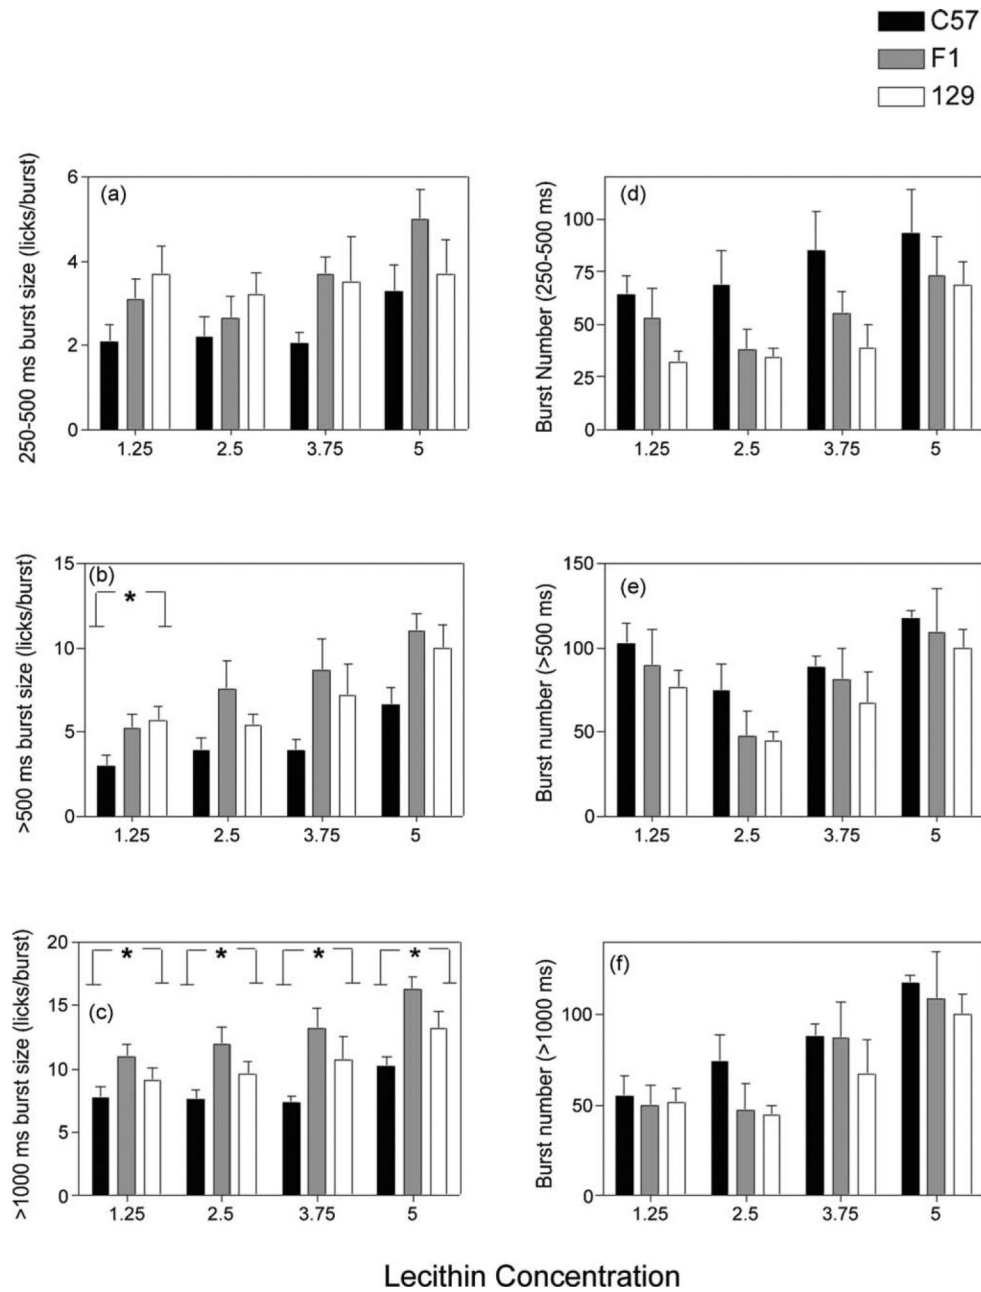 C57
F1
129
250-500 ms burst size (licks/burst)
(a)
6
4
2
0
1.25 2.5 3.75 5
Burst Number (250-500 ms)
(d)
100
75
50
25
0
1.25 2.5 3.75 5
>500 ms burst size (licks/burst)
(b)
*
15
10
5
0
1.25 2.5 3.75 5
Burst number (>500 ms)
(e)
150
100
50
0
1.25 2.5 3.75 5
>1000 ms burst size (licks/burst)
(c)
* * * *
20
15
10
5
0
1.25 2.5 3.75 5
Burst number (>1000 ms)
(f)
100
50
0
1.25 2.5 3.75 5
Lecithin Concentration